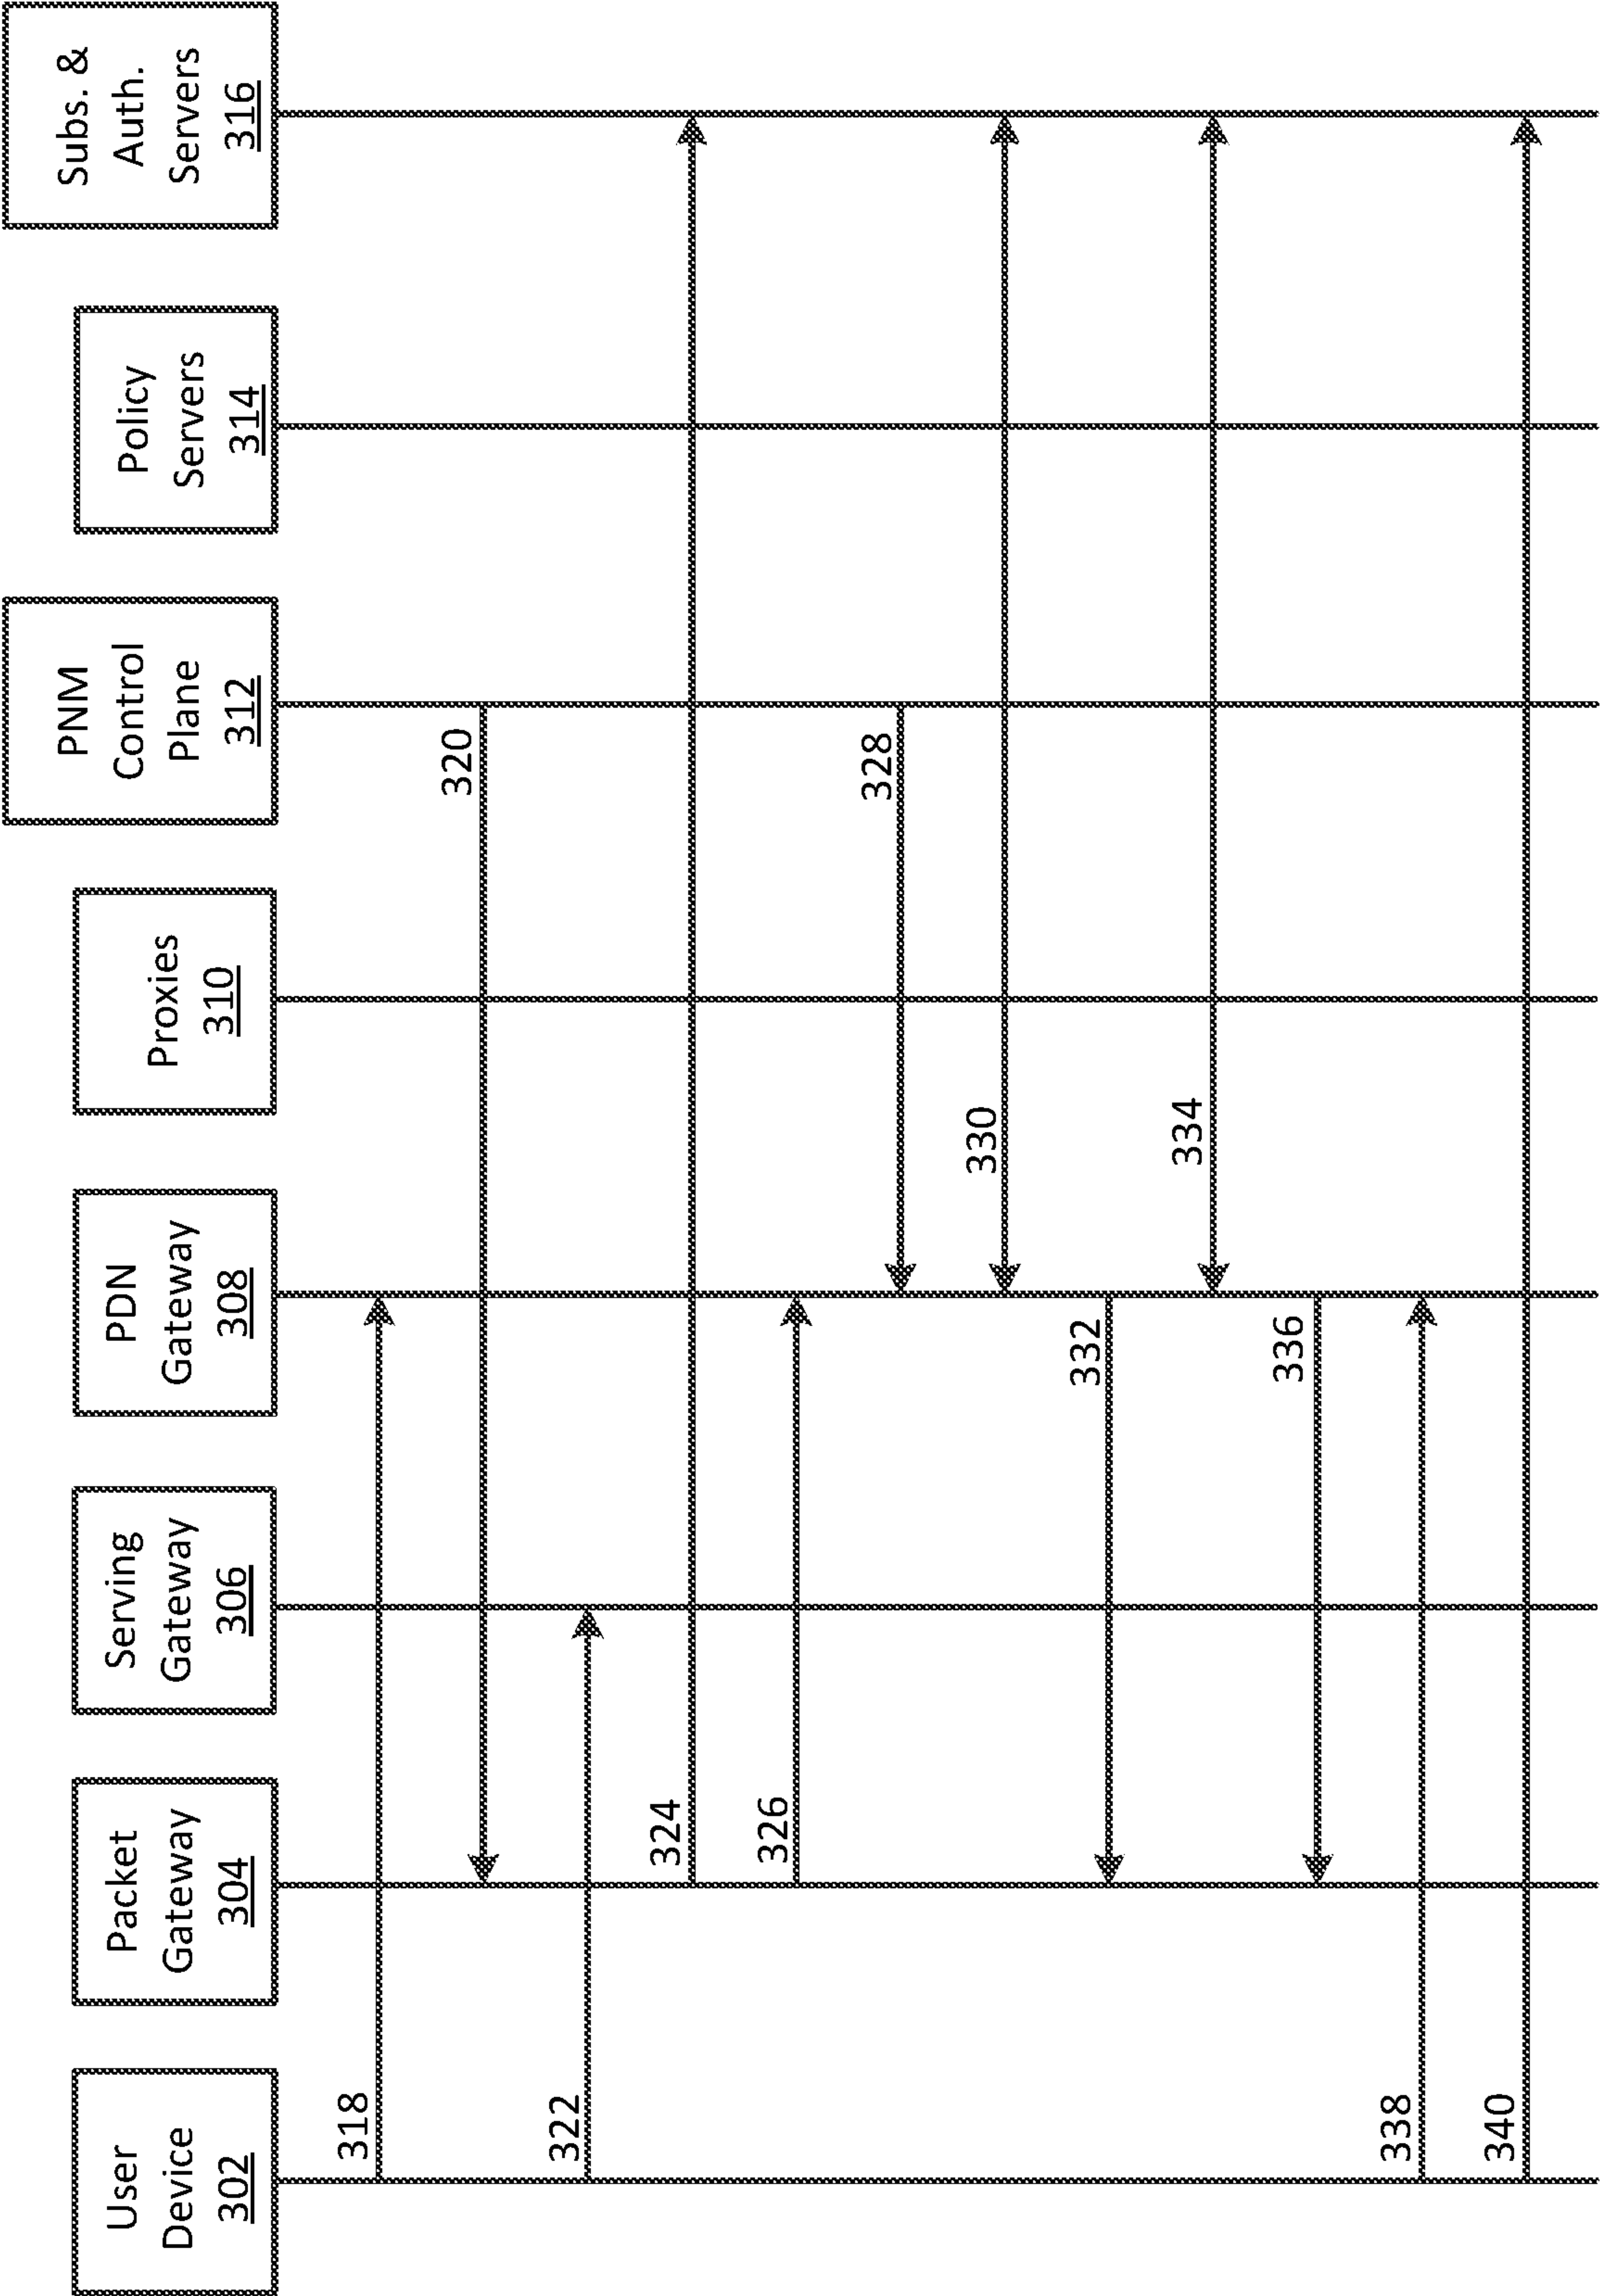 User
Device
302
Packet
Gateway
304
Serving
Gateway
306
PDN
Gateway
308
Proxies
310
PNM
Control
Plane
312
Policy
Servers
314
Subs. &
Auth.
Servers
316
318
320
322
324
326
328
330
332
334
336
338
340